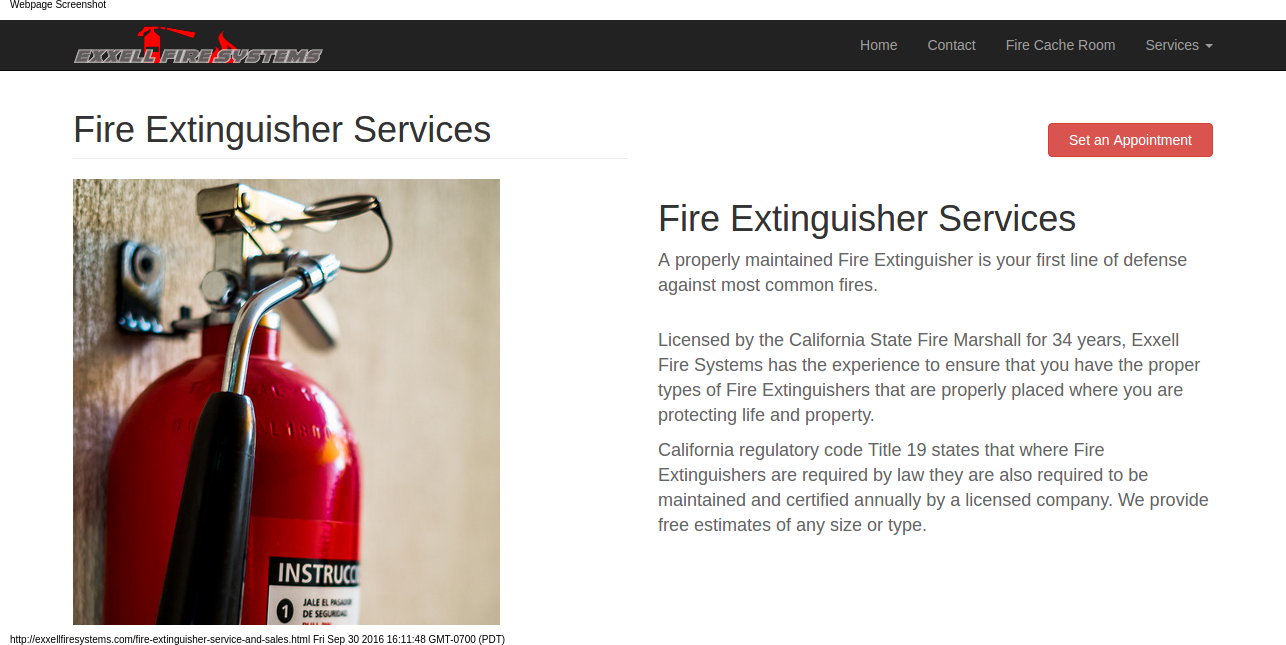 Webpage Screenshot
EXXELL FIRE SYSTEMS
Home Contact Fire Cache Room Services
Fire Extinguisher Services
Set an Appointment
Fire Extinguisher Services
A properly maintained Fire Extinguisher is your first line of defense
against most common fires.
Licensed by the California State Fire Marshall for 34 years, Exxell
Fire Systems has the experience to ensure that you have the proper
types of Fire Extinguishers that are properly placed where you are
protecting life and property.
California regulatory code Title 19 states that where Fire
Extinguishers are required by law they are also required to be
maintained and certified annually by a licensed company. We provide
free estimates of any size or type.
INSTRUCC
1 JALE EL PASADOR
DE SEGURIDAD
http://exxellfiresystems.com/fire-extinguisher-service-and-sales.html Fri Sep 30 2016 16:11:48 GMT-0700 (PDT)